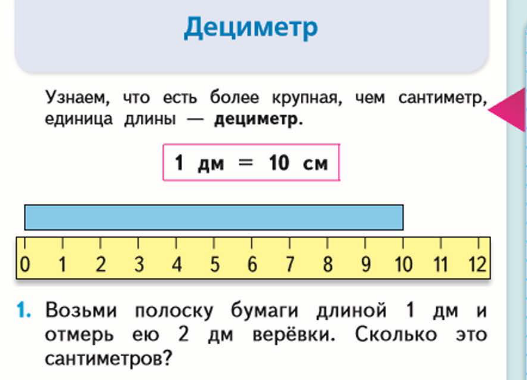 Дециметр
Узнаем, что есть более крупная, чем сантиметр,
единица длины — дециметр.
1 дм = 10 см
0 1 2 3 4 5 6 7 8 9 10 11 12
1. Возьми полоску бумаги длиной 1 дм и
отмерь ею 2 дм верёвки. Сколько это
сантиметров?